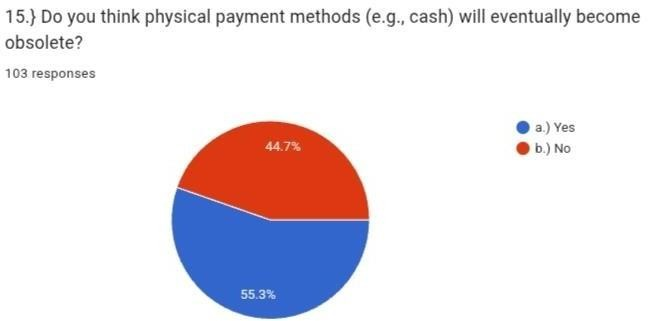 15.} Do you think physical payment methods (e.g., cash) will eventually become
obsolete?
103 responses
a.) Yes
b.) No
44.7%
55.3%